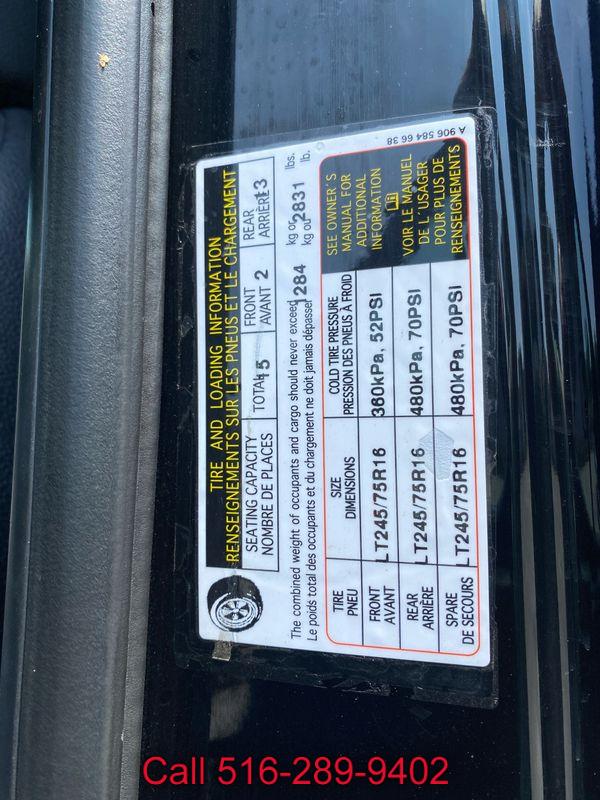 TIRE AND LOADING INFORMATION
RENSEIGNEMENTS SUR LES PNEUS ET LE CHARGEMENT
SEATING CAPACITY TOTAL 15 FRONT 2 REAR 13
NOMBRE DE PLACES AVANT ARRIÈRE
The combined weight of occupants and cargo should never exceed 1284 kg or 2831 lbs.
Le poids total des occupants et du chargement ne doit jamais dépasser kg ou lb.
TIRE SIZE COLD TIRE PRESSURE
PNEU DIMENSIONS PRESSION DES PNEUS À FROID
FRONT LT245/75R16 360kPa, 52PSI
AVANT
REAR LT245/75R16 480kPa, 70PSI
ARRIÈRE
SPARE LT245/75R16 480kPa, 70PSI
DE SECOURS
SEE OWNER'S
MANUAL FOR
ADDITIONAL
INFORMATION
VOIR LE MANUEL
DE L'USAGER
POUR PLUS DE
RENSEIGNEMENTS
A 906 584 66 38
Call 516-289-9402